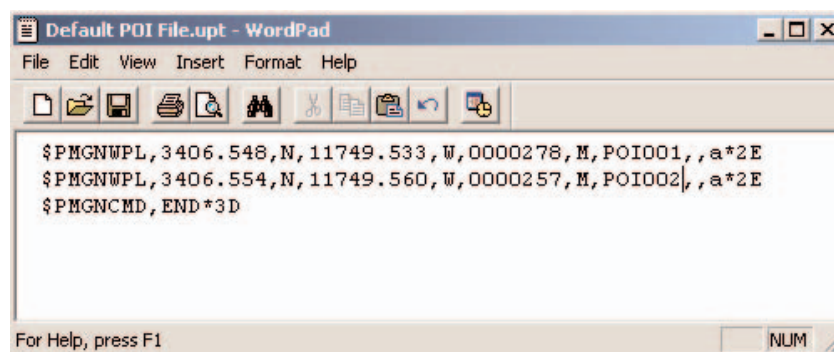 Default POI File.upt - WordPad
File Edit View Insert Format Help
$PMGNWPL,3406.548,N,11749.533,W,0000278,M,POI001,,a*2E
$PMGNWPL,3406.554,N,11749.560,W,0000257,M,POI002,,a*2E
$PMGNCMD,END*3D
For Help, press F1
NUM